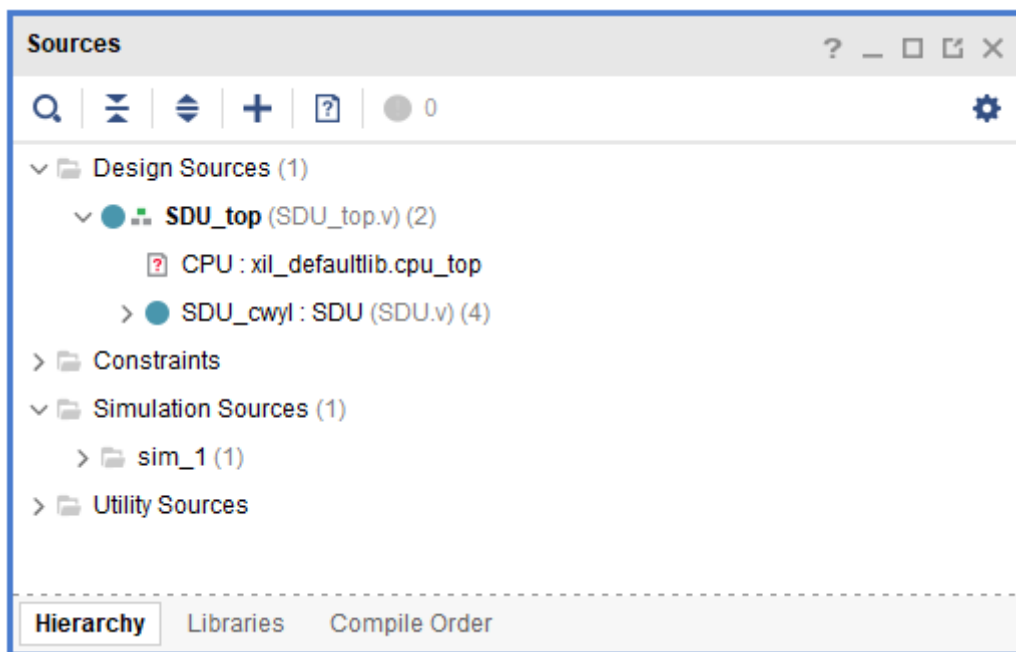 Sources
?
? 0
Design Sources (1)
SDU_top (SDU_top.v) (2)
? CPU : xil_defaultlib.cpu_top
SDU_cwyl : SDU (SDU.v) (4)
Constraints
Simulation Sources (1)
sim_1 (1)
Utility Sources
Hierarchy Libraries Compile Order